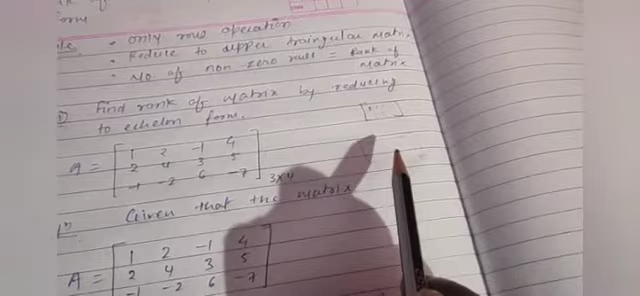 form
• only row operation
• Reduce to upper triangular matrix
• No. of non zero rows = Rank of matrix
Find rank of matrix by reducing
to echelon form.
A = [ 1 2 -1 4
2 4 3 5
-1 -2 6 -7 ] 3×4
Given that the matrix
A = [ 1 2 -1 4
2 4 3 5
-1 -2 6 -7